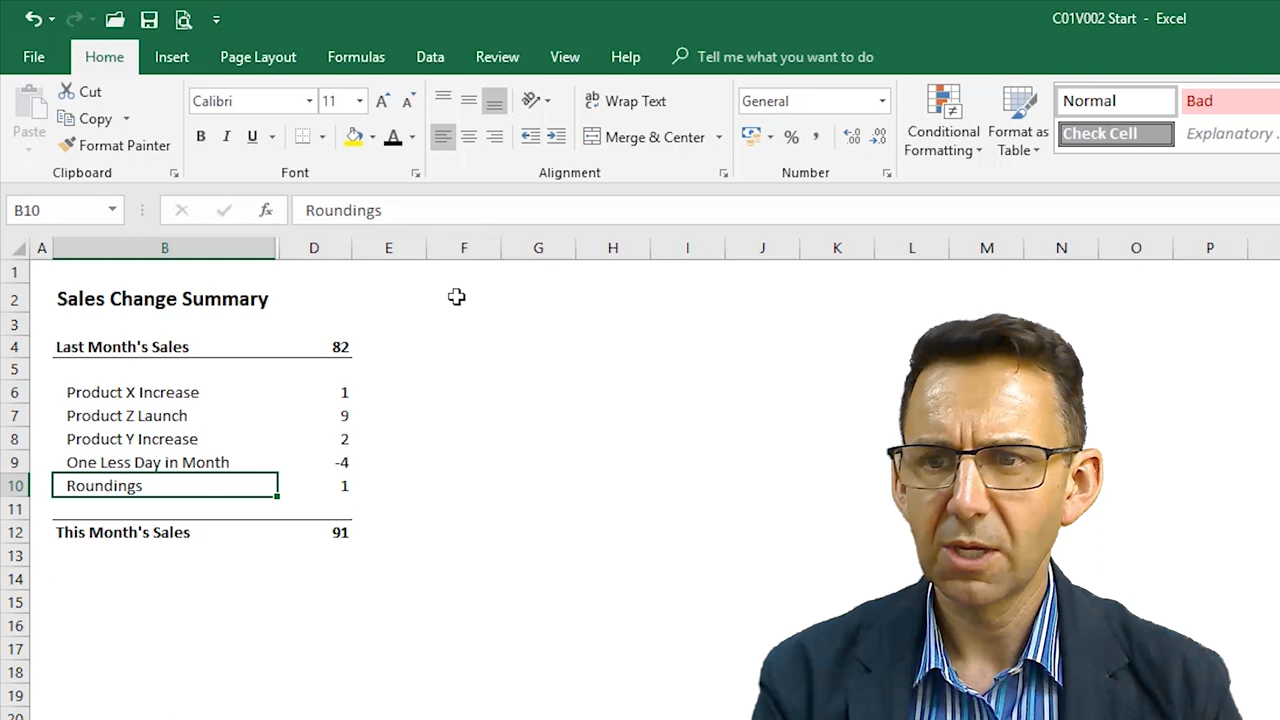 C01V002 Start - Excel
File Home Insert Page Layout Formulas Data Review View Help Tell me what you want to do
Paste
Cut
Copy
Format Painter
Clipboard
Calibri 11
B I U
Font
Wrap Text
Merge & Center
Alignment
General
%
Number
Conditional Formatting
Format as Table
Normal Bad
Check Cell Explanatory ...
B10 fx Roundings
A B D E F G H I J K L M N O P
1
2 Sales Change Summary
3
4 Last Month's Sales 82
5
6 Product X Increase 1
7 Product Z Launch 9
8 Product Y Increase 2
9 One Less Day in Month -4
10 Roundings 1
11
12 This Month's Sales 91
13
14
15
16
17
18
19
20